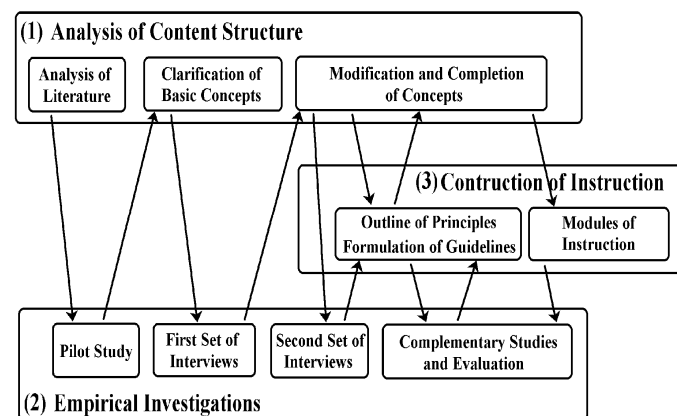 (1) Analysis of Content Structure
Analysis of
Literature
Clarification of
Basic Concepts
Modification and Completion
of Concepts
(3) Contruction of Instruction
Outline of Principles
Formulation of Guidelines
Modules of
Instruction
Pilot Study
First Set of
Interviews
Second Set of
Interviews
Complementary Studies
and Evaluation
(2) Empirical Investigations